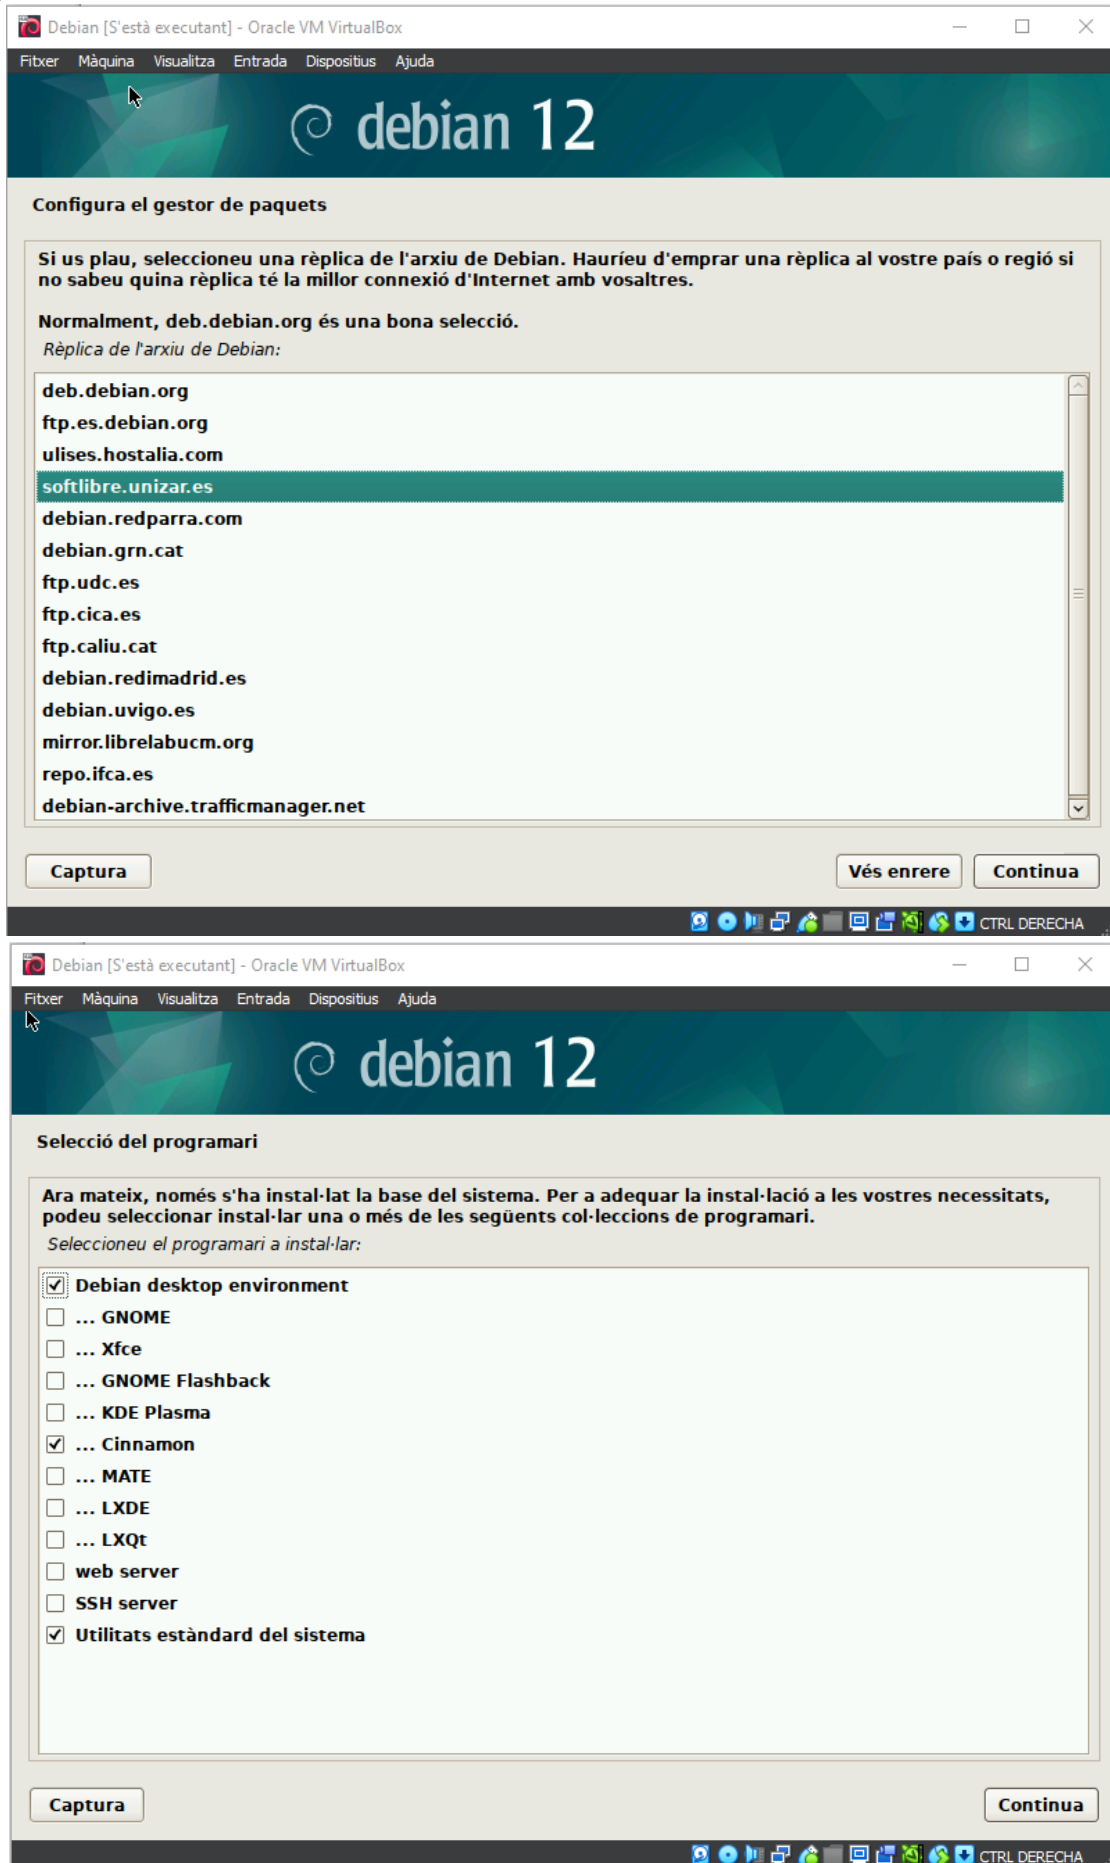 Debian [S'està executant] - Oracle VM VirtualBox
Fitxer Màquina Visualitza Entrada Dispositius Ajuda
debian 12
Configura el gestor de paquets
Si us plau, seleccioneu una rèplica de l'arxiu de Debian. Hauríeu d'emprar una rèplica al vostre país o regió si
no sabeu quina rèplica té la millor connexió d'Internet amb vosaltres.
Normalment, deb.debian.org és una bona selecció.
Rèplica de l'arxiu de Debian:
deb.debian.org
ftp.es.debian.org
ulises.hostalia.com
softlibre.unizar.es
debian.redparra.com
debian.grn.cat
ftp.udc.es
ftp.cica.es
ftp.caliu.cat
debian.redimadrid.es
debian.uvigo.es
mirror.librelabucm.org
repo.ifca.es
debian-archive.trafficmanager.net
Captura Vés enrere Continua
CTRL DERECHA
Debian [S'està executant] - Oracle VM VirtualBox
Fitxer Màquina Visualitza Entrada Dispositius Ajuda
debian 12
Selecció del programari
Ara mateix, només s'ha instal·lat la base del sistema. Per a adequar la instal·lació a les vostres necessitats,
podeu seleccionar instal·lar una o més de les següents col·leccions de programari.
Seleccioneu el programari a instal·lar:
Debian desktop environment
... GNOME
... Xfce
... GNOME Flashback
... KDE Plasma
... Cinnamon
... MATE
... LXDE
... LXQt
web server
SSH server
Utilitats estàndard del sistema
Captura Continua
CTRL DERECHA